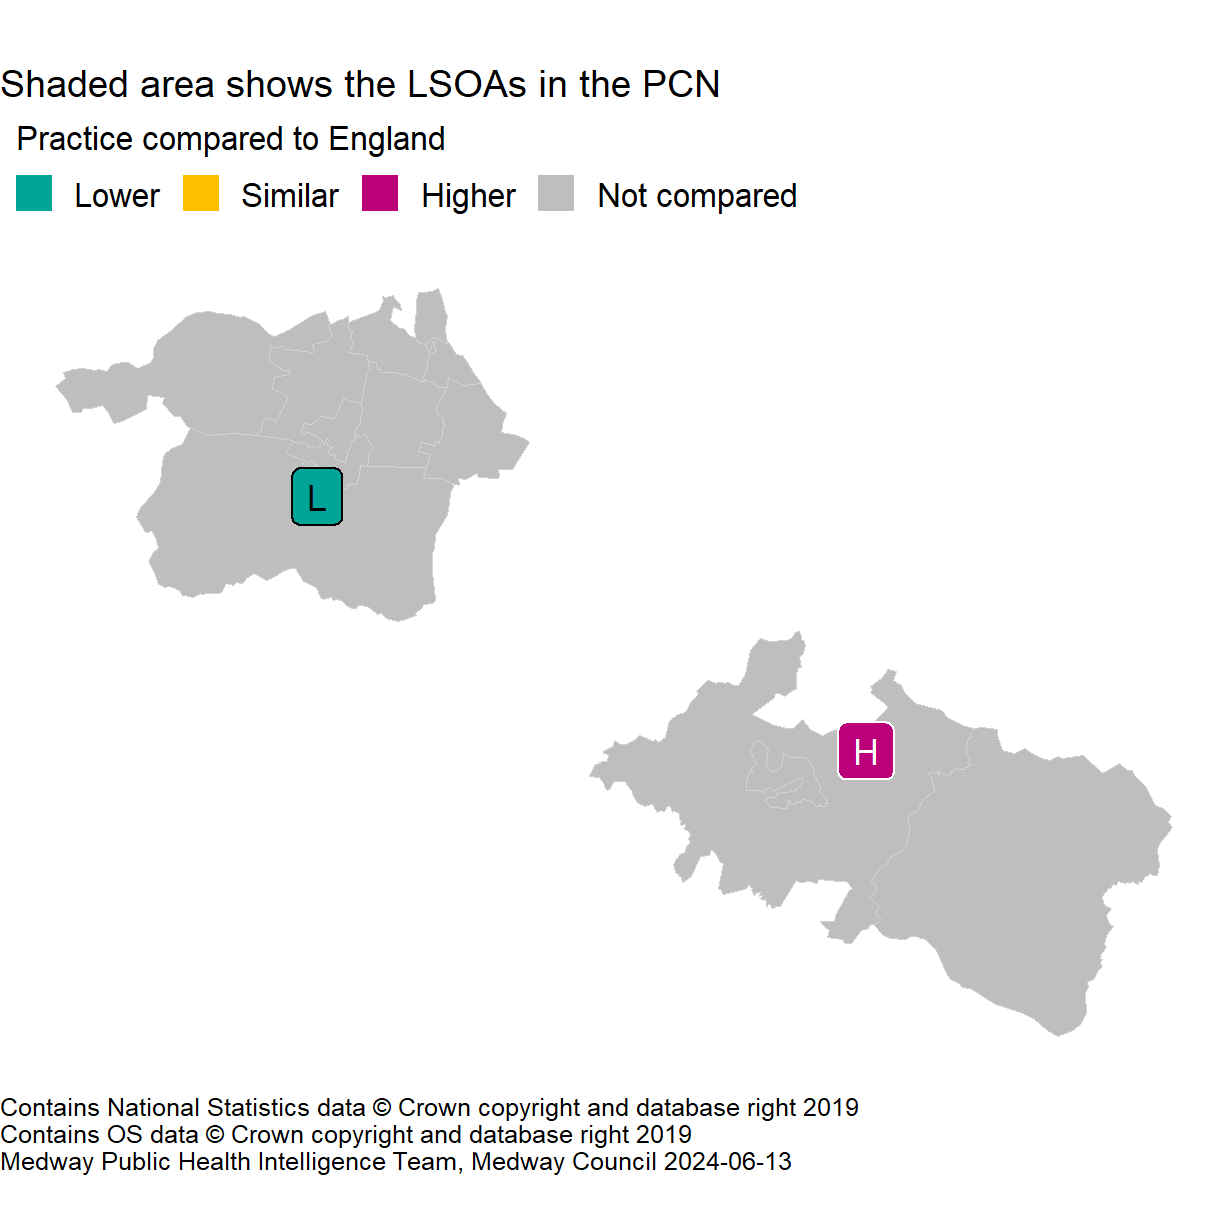 Shaded area shows the LSOAs in the PCN
Practice compared to England
Lower Similar Higher Not compared
L
H
Contains National Statistics data © Crown copyright and database right 2019
Contains OS data © Crown copyright and database right 2019
Medway Public Health Intelligence Team, Medway Council 2024-06-13